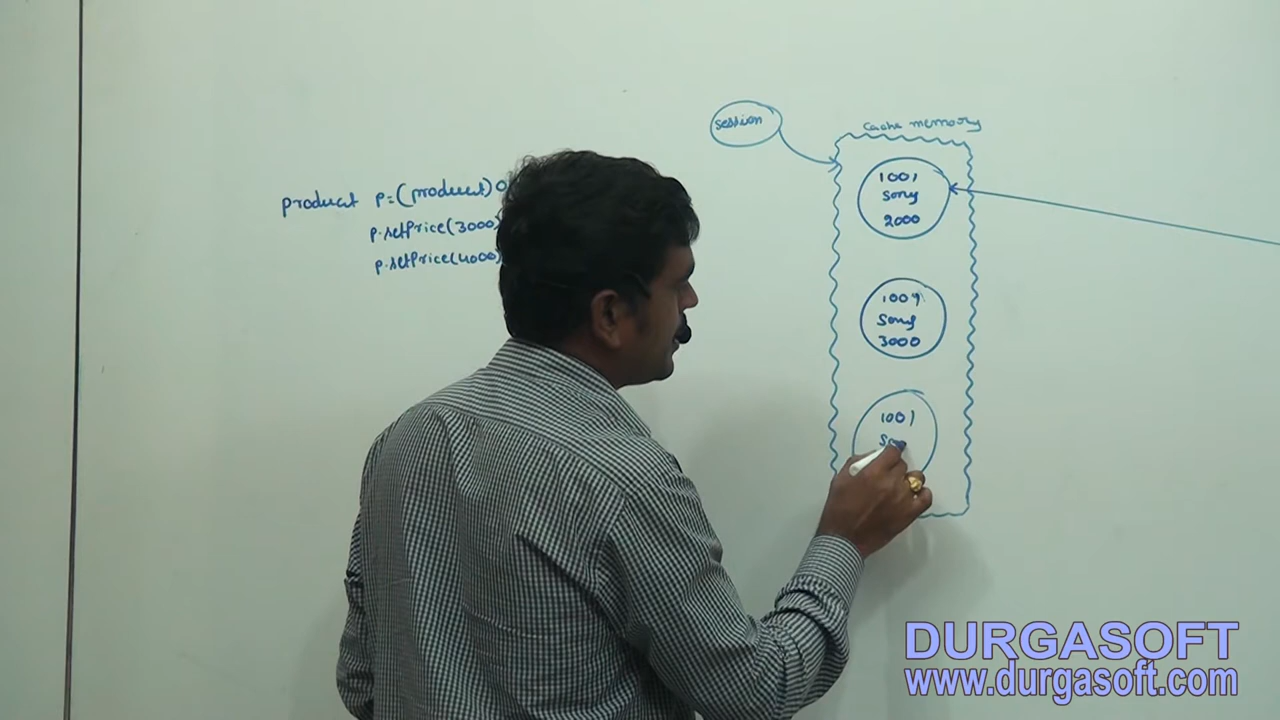 session
cache memory
1001
sony
2000
product p=(product)o
p.setPrice(3000)
p.setPrice(4000)
1001
sony
3000
1001
DURGASOFT
www.durgasoft.com